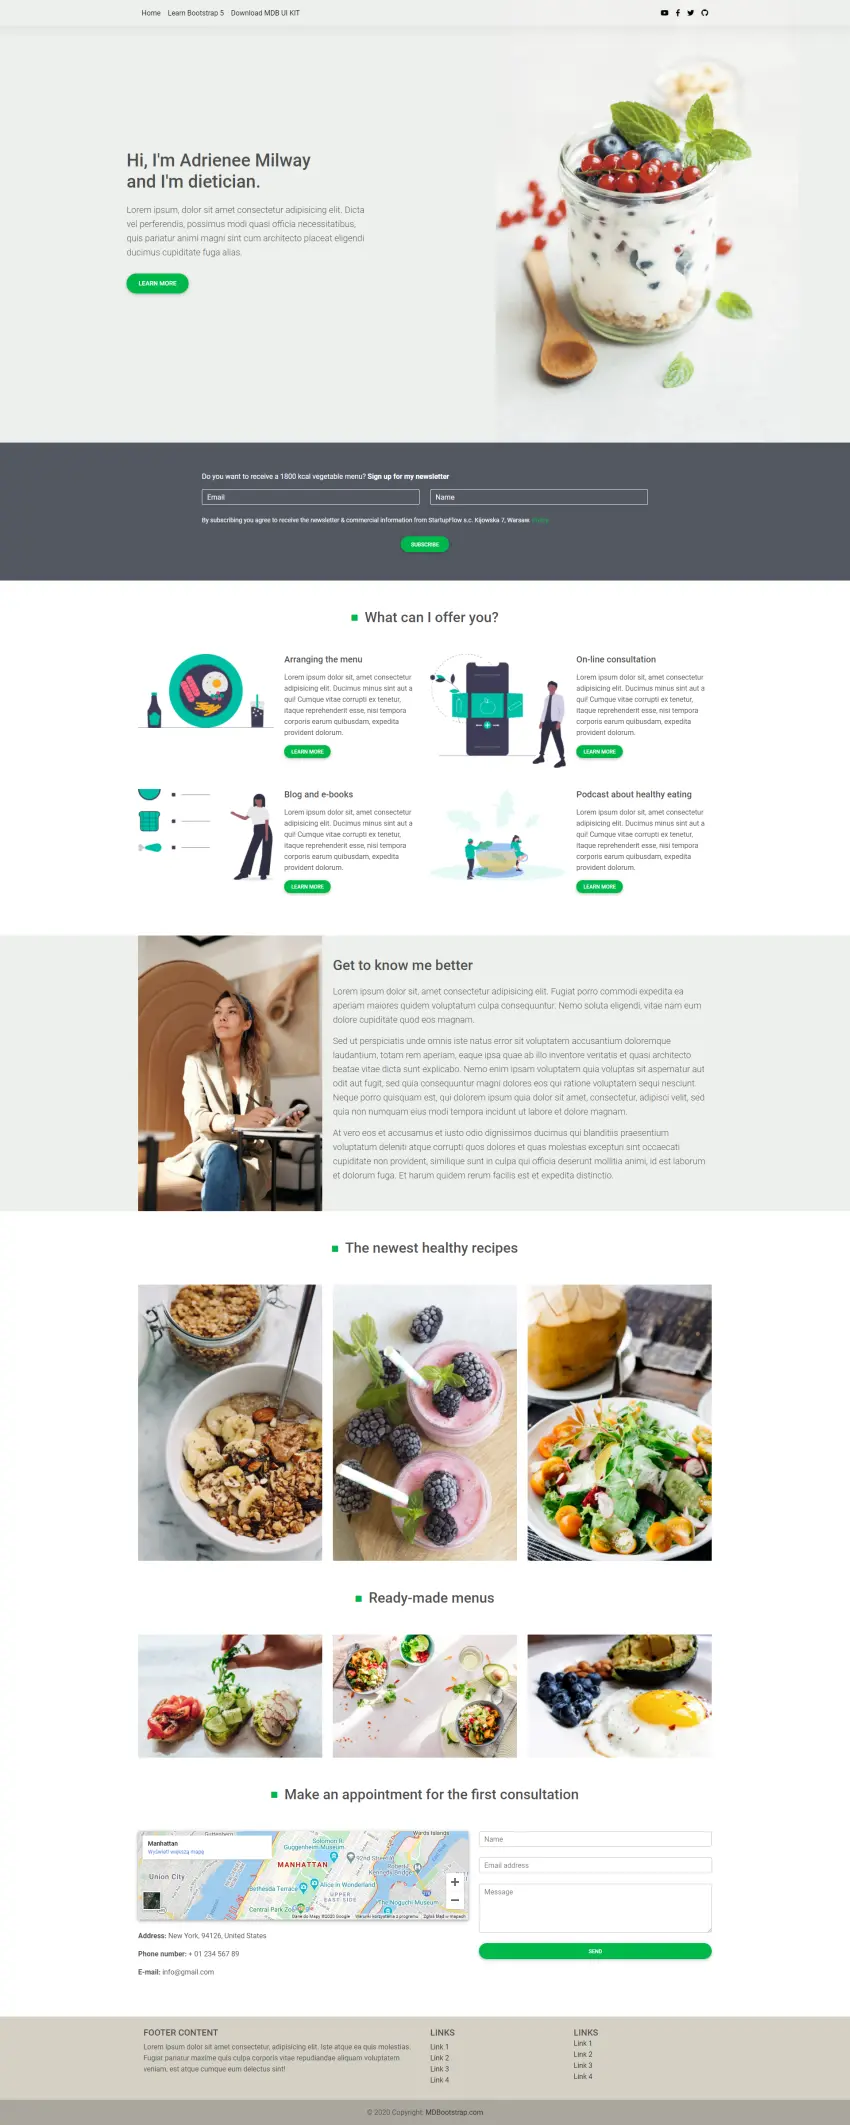 Home Learn Bootstrap 5 Download MDB UI KIT
Hi, I'm Adrienee Milway
and I'm dietician.
Lorem ipsum, dolor sit amet consectetur adipisicing elit. Dicta
vel perferendis, possimus modi quasi officia necessitatibus,
quis pariatur animi magni sint cum architecto placeat eligendi
ducimus cupiditate fuga alias.
LEARN MORE
Do you want to receive a 1800 kcal vegetable menu? Sign up for my newsletter
Email
Name
By subscribing you agree to receive the newsletter & commercial information from StartupFlow s.c. Kijowska 7, Warsaw.
SUBSCRIBE
What can I offer you?
Arranging the menu
Lorem ipsum dolor sit, amet consectetur
adipisicing elit. Ducimus minus sint aut a
qui! Cumque vitae corrupti ex tenetur,
itaque reprehenderit esse, nisi tempora
corporis earum quibusdam, expedita
provident dolorum.
LEARN MORE
On-line consultation
Lorem ipsum dolor sit, amet consectetur
adipisicing elit. Ducimus minus sint aut a
qui! Cumque vitae corrupti ex tenetur,
itaque reprehenderit esse, nisi tempora
corporis earum quibusdam, expedita
provident dolorum.
LEARN MORE
Blog and e-books
Lorem ipsum dolor sit, amet consectetur
adipisicing elit. Ducimus minus sint aut a
qui! Cumque vitae corrupti ex tenetur,
itaque reprehenderit esse, nisi tempora
corporis earum quibusdam, expedita
provident dolorum.
LEARN MORE
Podcast about healthy eating
Lorem ipsum dolor sit, amet consectetur
adipisicing elit. Ducimus minus sint aut a
qui! Cumque vitae corrupti ex tenetur,
itaque reprehenderit esse, nisi tempora
corporis earum quibusdam, expedita
provident dolorum.
LEARN MORE
Get to know me better
Lorem ipsum dolor sit, amet consectetur adipisicing elit. Fugiat porro commodi expedita ea
aperiam maiores quidem voluptatum culpa consequuntur. Nemo soluta eligendi, vitae nam eum
dolore cupiditate quod eos magnam.
Sed ut perspiciatis unde omnis iste natus error sit voluptatem accusantium doloremque
laudantium, totam rem aperiam, eaque ipsa quae ab illo inventore veritatis et quasi architecto
beatae vitae dicta sunt explicabo. Nemo enim ipsam voluptatem quia voluptas sit aspernatur aut
odit aut fugit, sed quia consequuntur magni dolores eos qui ratione voluptatem sequi nesciunt.
Neque porro quisquam est, qui dolorem ipsum quia dolor sit amet, consectetur, adipisci velit, sed
quia non numquam eius modi tempora incidunt ut labore et dolore magnam.
At vero eos et accusamus et iusto odio dignissimos ducimus qui blanditiis praesentium
voluptatum deleniti atque corrupti quos dolores et quas molestias excepturi sint occaecati
cupiditate non provident, similique sunt in culpa qui officia deserunt mollitia animi, id est laborum
et dolorum fuga. Et harum quidem rerum facilis est et expedita distinctio.
The newest healthy recipes
Ready-made menus
Make an appointment for the first consultation
Manhattan
Wyświetl większą mapę
Guttenberg
Solomon R.
Guggenheim Museum
Wards Islands
MANHATTAN
92nd Street Y
Union City
Bethesda Terrace
Alice in Wonderland
UPPER
EAST SIDE
The Noguchi Museum
Central Park Zoo
Google
Dane do Mapy ©2020 Google Warunki korzystania z programu Zgłoś błąd w mapach
Address: New York, 94126, United States
Phone number: + 01 234 567 89
E-mail: info@gmail.com
Name
Email address
Message
SEND
FOOTER CONTENT
Lorem ipsum dolor sit amet consectetur, adipisicing elit. Iste atque ea quis molestias.
Fugiat pariatur maxime quis culpa corporis vitae repudiandae aliquam voluptatem
veniam, est atque cumque eum delectus sint!
LINKS
Link 1
Link 2
Link 3
Link 4
LINKS
Link 1
Link 2
Link 3
Link 4
© 2020 Copyright: MDBootstrap.com